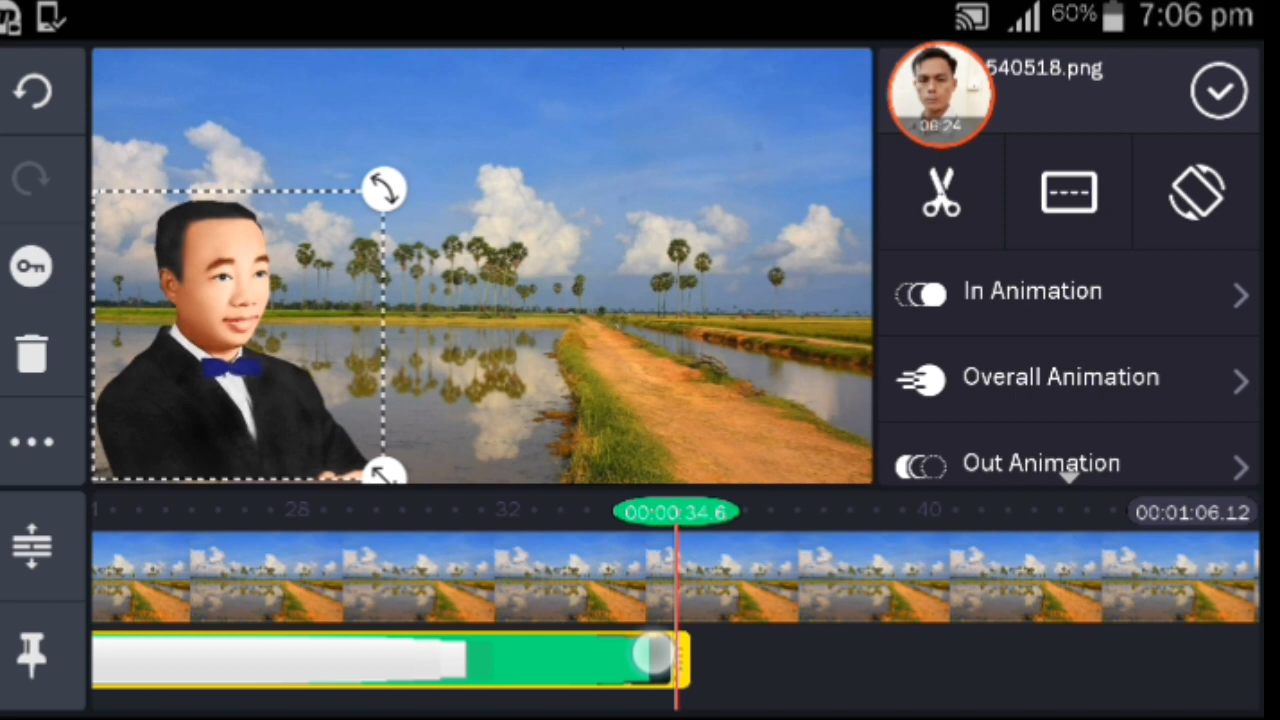 60% 7:06 pm
540518.png
06:24
In Animation
Overall Animation
Out Animation
28 32 00:00:34.6 40 00:01:06.12